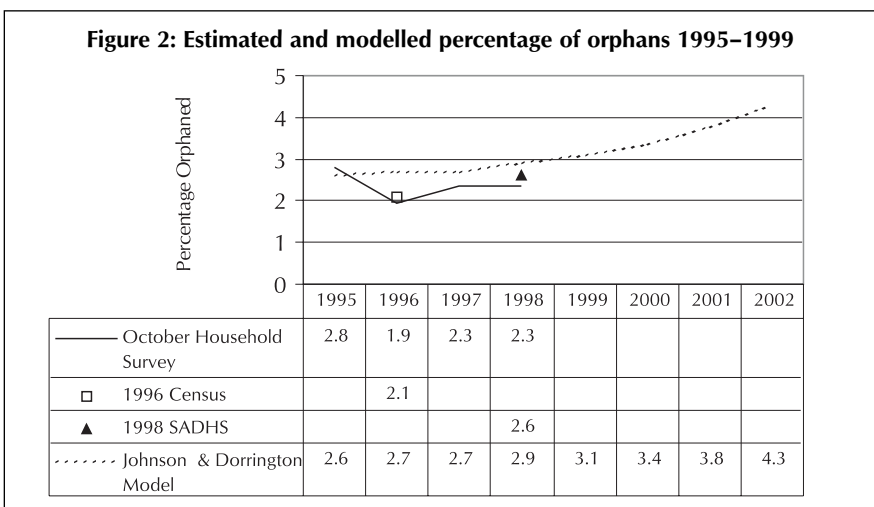 Figure 2: Estimated and modelled percentage of orphans 1995–1999
Percentage Orphaned
5
4
3
2
1
0
1995 1996 1997 1998 1999 2000 2001 2002
October Household 2.8 1.9 2.3 2.3
Survey
1996 Census 2.1
1998 SADHS 2.6
Johnson & Dorrington 2.6 2.7 2.7 2.9 3.1 3.4 3.8 4.3
Model